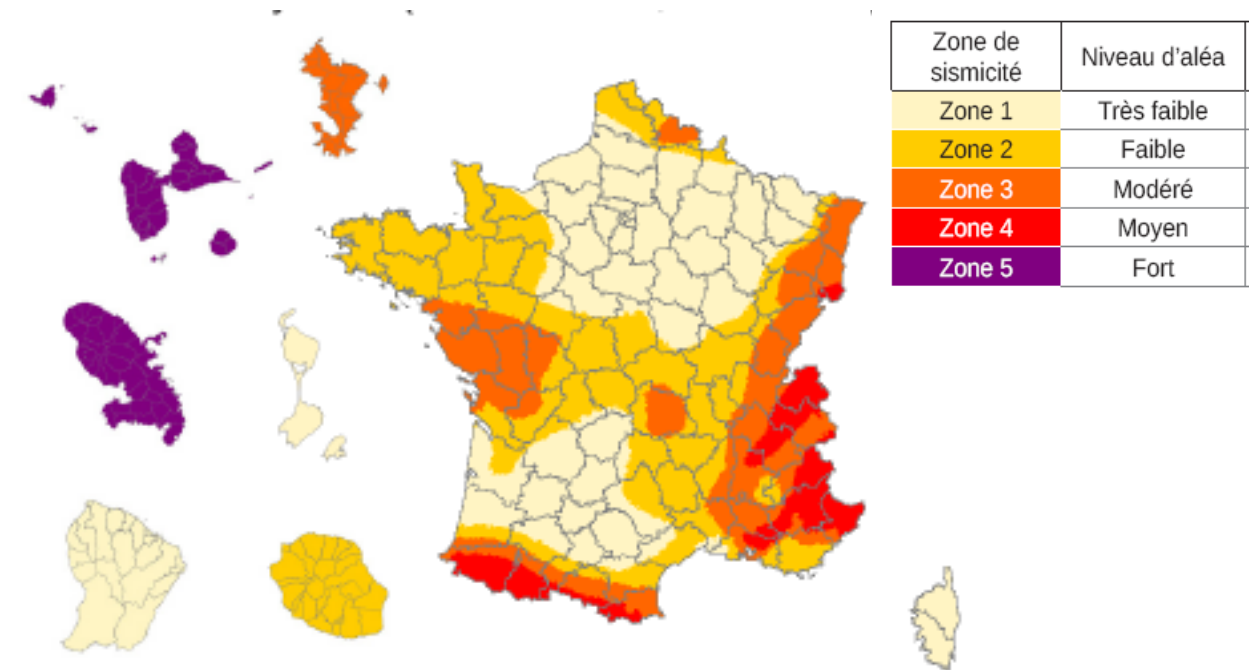 Zone de
sismicité
Niveau d'aléa
Zone 1
Très faible
Zone 2
Faible
Zone 3
Modéré
Zone 4
Moyen
Zone 5
Fort